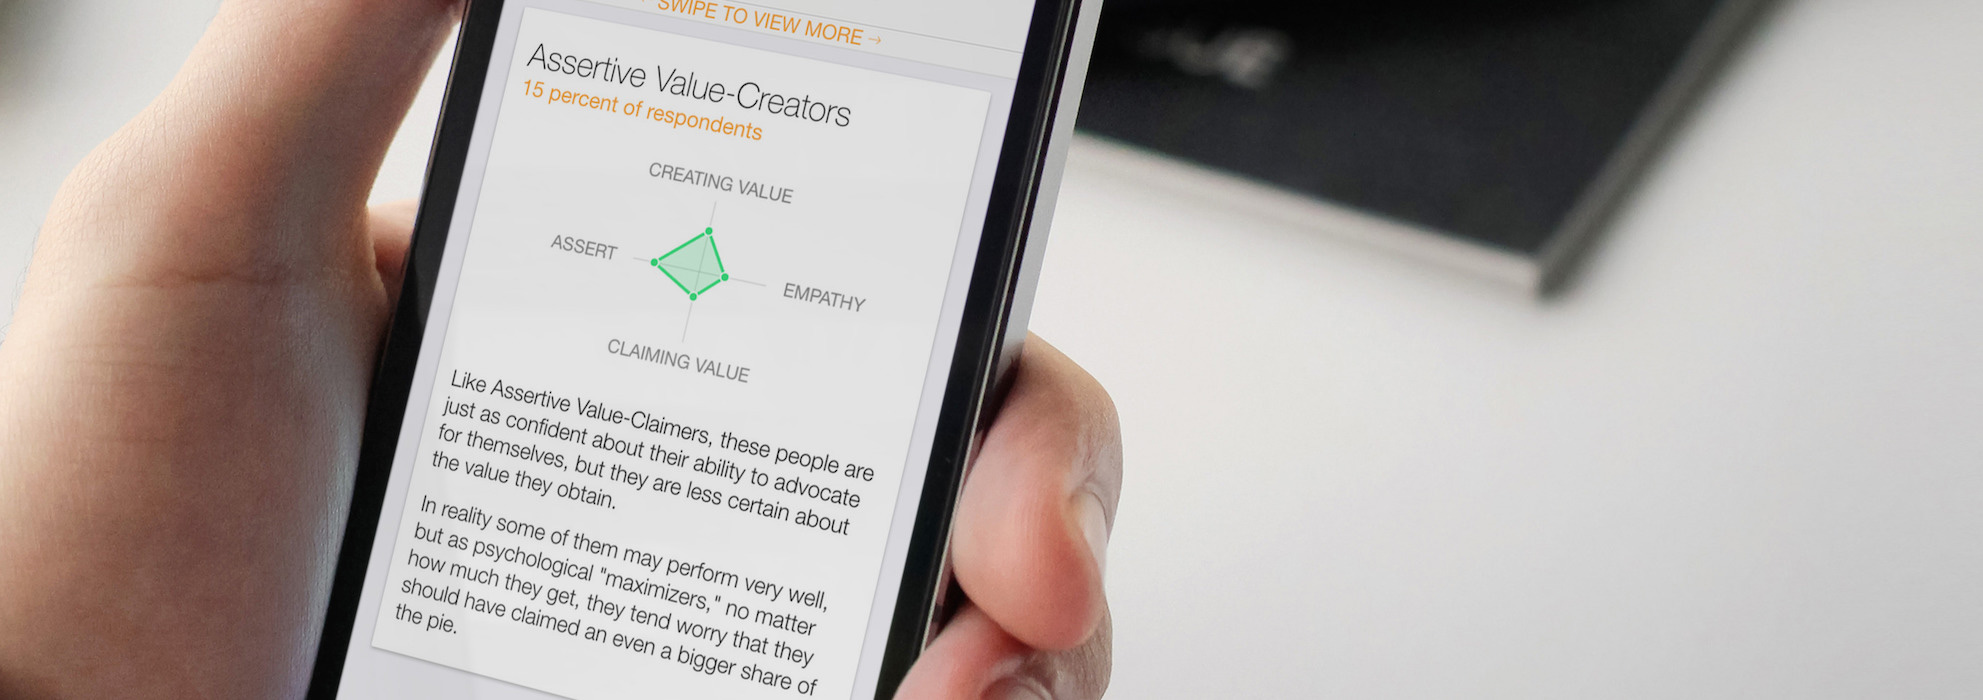 SWIPE TO VIEW MORE →
Assertive Value-Creators
15 percent of respondents
CREATING VALUE
ASSERT
EMPATHY
CLAIMING VALUE
Like Assertive Value-Claimers, these people are
just as confident about their ability to advocate
for themselves, but they are less certain about
the value they obtain.
In reality some of them may perform very well,
but as psychological "maximizers," no matter
how much they get, they tend worry that they
should have claimed an even a bigger share of
the pie.